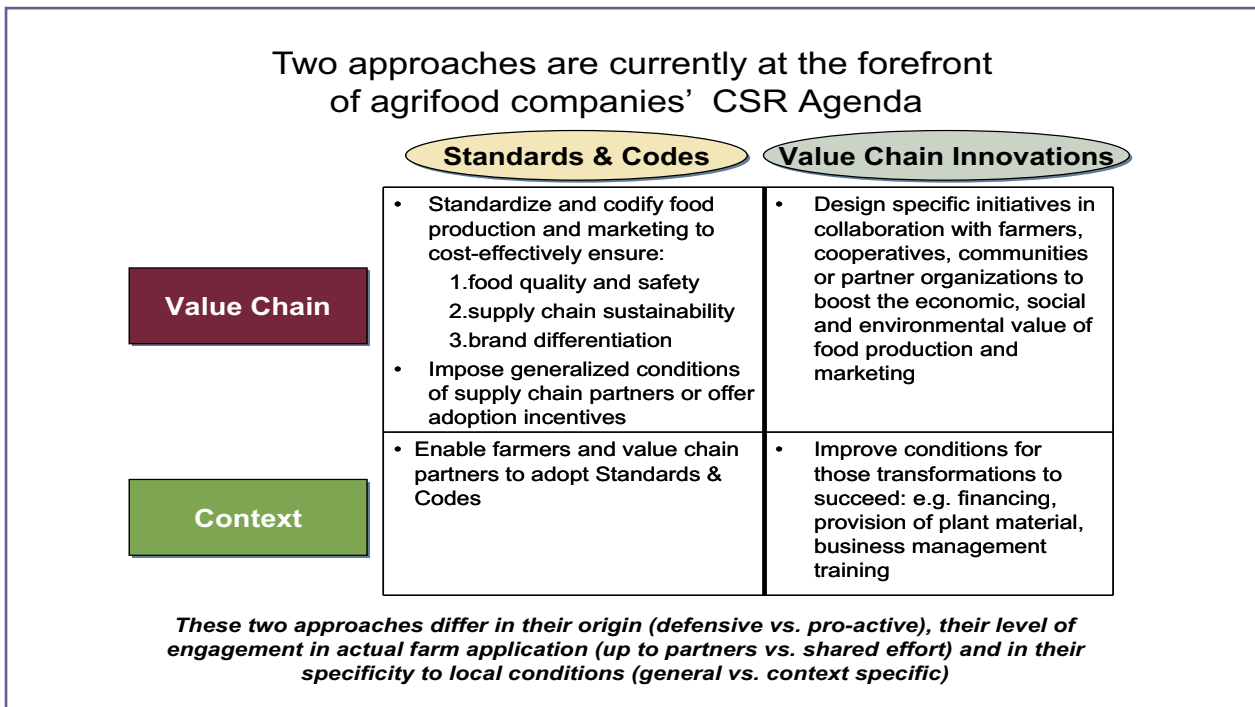 Two approaches are currently at the forefront
of agrifood companies’ CSR Agenda
Standards & Codes
Value Chain Innovations
Value Chain
• Standardize and codify food
production and marketing to
cost-effectively ensure:
1.food quality and safety
2.supply chain sustainability
3.brand differentiation
• Impose generalized conditions
of supply chain partners or offer
adoption incentives
• Design specific initiatives in
collaboration with farmers,
cooperatives, communities
or partner organizations to
boost the economic, social
and environmental value of
food production and
marketing
Context
• Enable farmers and value chain
partners to adopt Standards &
Codes
• Improve conditions for
those transformations to
succeed: e.g. financing,
provision of plant material,
business management
training
These two approaches differ in their origin (defensive vs. pro-active), their level of
engagement in actual farm application (up to partners vs. shared effort) and in their
specificity to local conditions (general vs. context specific)